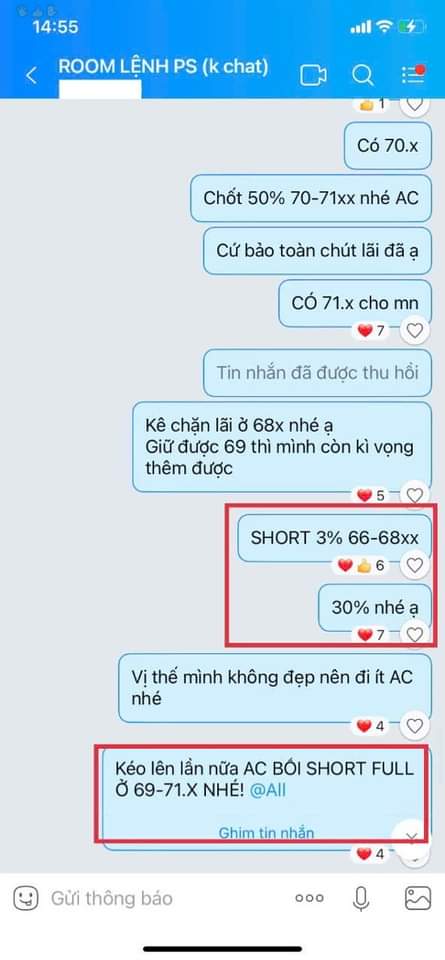 14:55
ROOM LỆNH PS (k chat)
1
Có 70.x
Chốt 50% 70-71xx nhé AC
Cứ bảo toàn chút lãi đã ạ
CÓ 71.x cho mn
7
Tin nhắn đã được thu hồi
Kê chặn lãi ở 68x nhé ạ
Giữ được 69 thì mình còn kì vọng
thêm được
5
SHORT 3% 66-68xx
6
30% nhé ạ
7
Vị thế mình không đẹp nên đi ít AC
nhé
4
Kéo lên lần nữa AC BỒI SHORT FULL
Ở 69-71.X NHÉ! @All
Ghim tin nhắn
4
Gửi thông báo